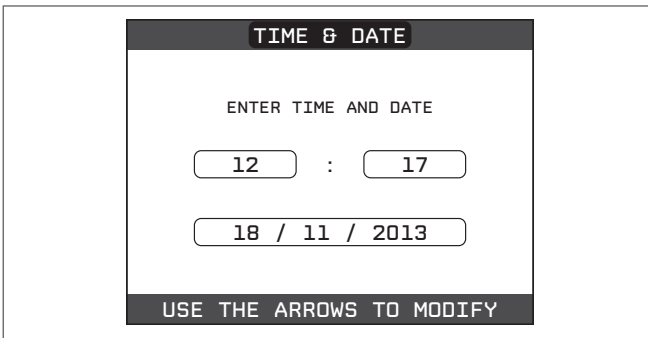 TIME & DATE
ENTER TIME AND DATE
12 : 17
18 / 11 / 2013
USE THE ARROWS TO MODIFY